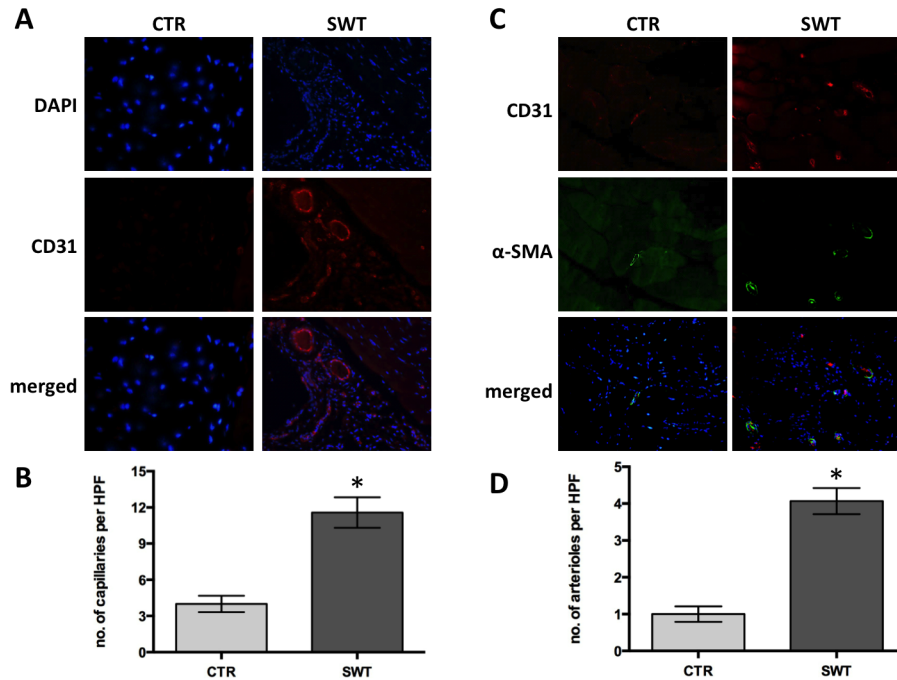 A
CTR SWT
DAPI
CD31
merged
B
no. of capillaries per HPF
15
12
9
6
3
0
*
CTR SWT
C
CTR SWT
CD31
α-SMA
merged
D
no. of arterioles per HPF
5
4
3
2
1
0
*
CTR SWT